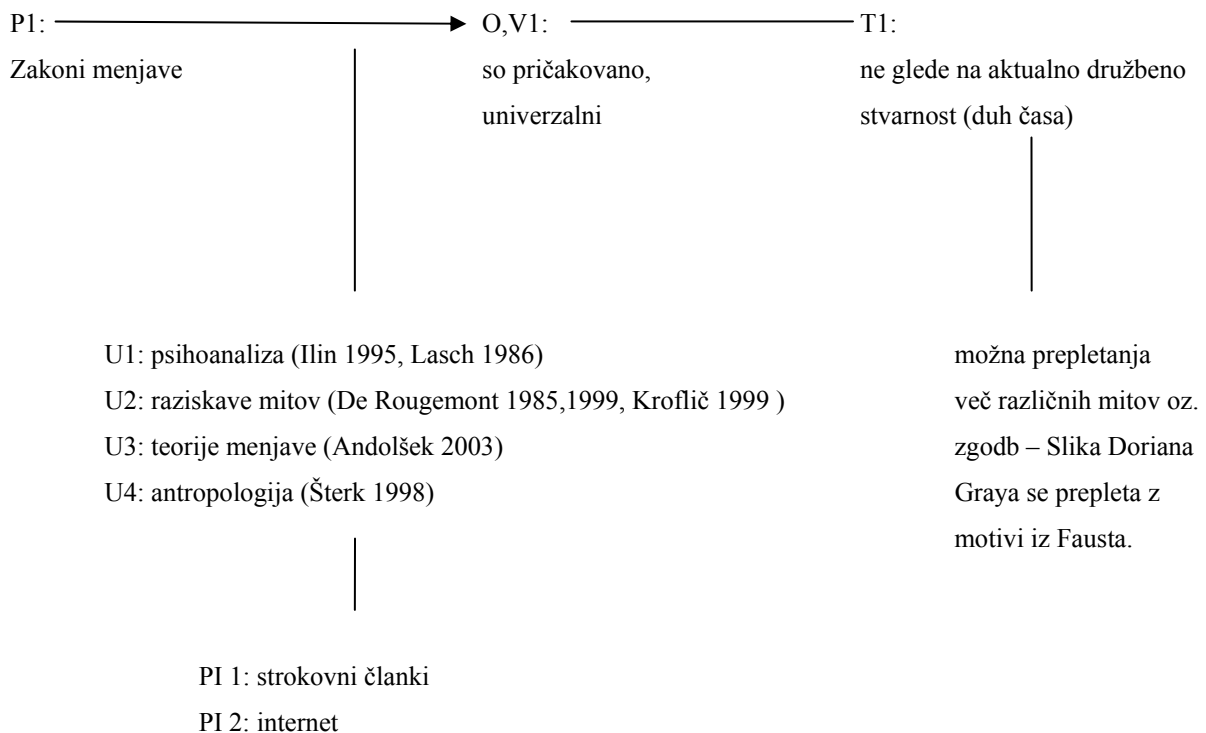 P1:
Zakoni menjave
O,V1:
so pričakovano,
univerzalni
T1:
ne glede na aktualno družbeno
stvarnost (duh časa)
U1: psihoanaliza (Ilin 1995, Lasch 1986)
U2: raziskave mitov (De Rougemont 1985,1999, Kroflič 1999 )
U3: teorije menjave (Andolšek 2003)
U4: antropologija (Šterk 1998)
možna prepletanja
več različnih mitov oz.
zgodb – Slika Doriana
Graya se prepleta z
motivi iz Fausta.
PI 1: strokovni članki
PI 2: internet